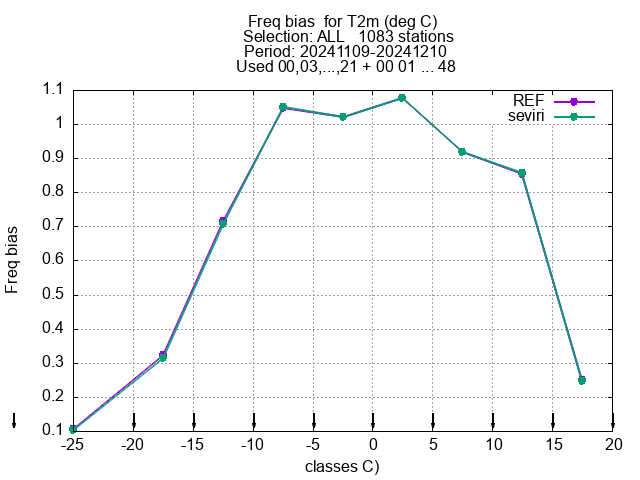 Freq bias  for T2m (deg C)
Selection: ALL   1083 stations
Period: 20241109-20241210
Used 00,03,...,21 + 00 01 ... 48
REF
seviri
1.1
1
0.9
0.8
0.7
0.6
0.5
0.4
0.3
0.2
0.1
Freq bias
-25 -20 -15 -10 -5 0 5 10 15 20
classes C)